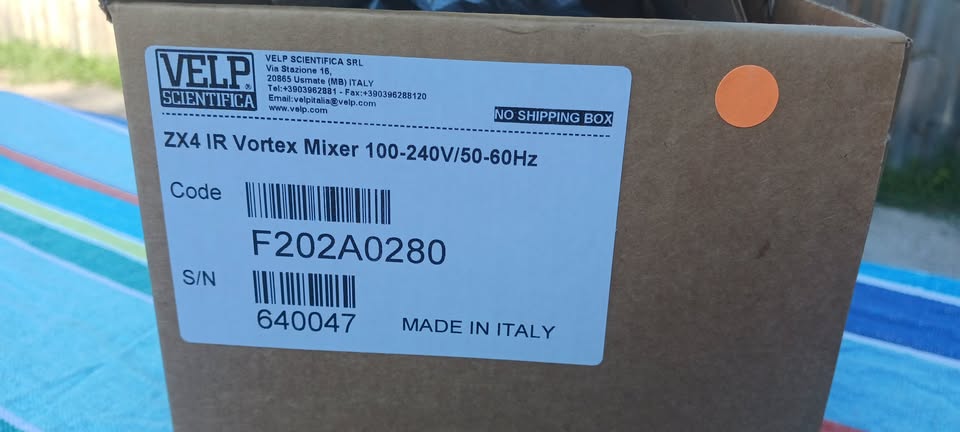 VELP
SCIENTIFICA
VELP SCIENTIFICA SRL
Via Stazione 16,
20865 Usmate (MB) ITALY
Tel:+3903962881 - Fax:+390396288120
Email:velpitalia@velp.com
www.velp.com
NO SHIPPING BOX
ZX4 IR Vortex Mixer 100-240V/50-60Hz
Code
F202A0280
S/N
640047
MADE IN ITALY